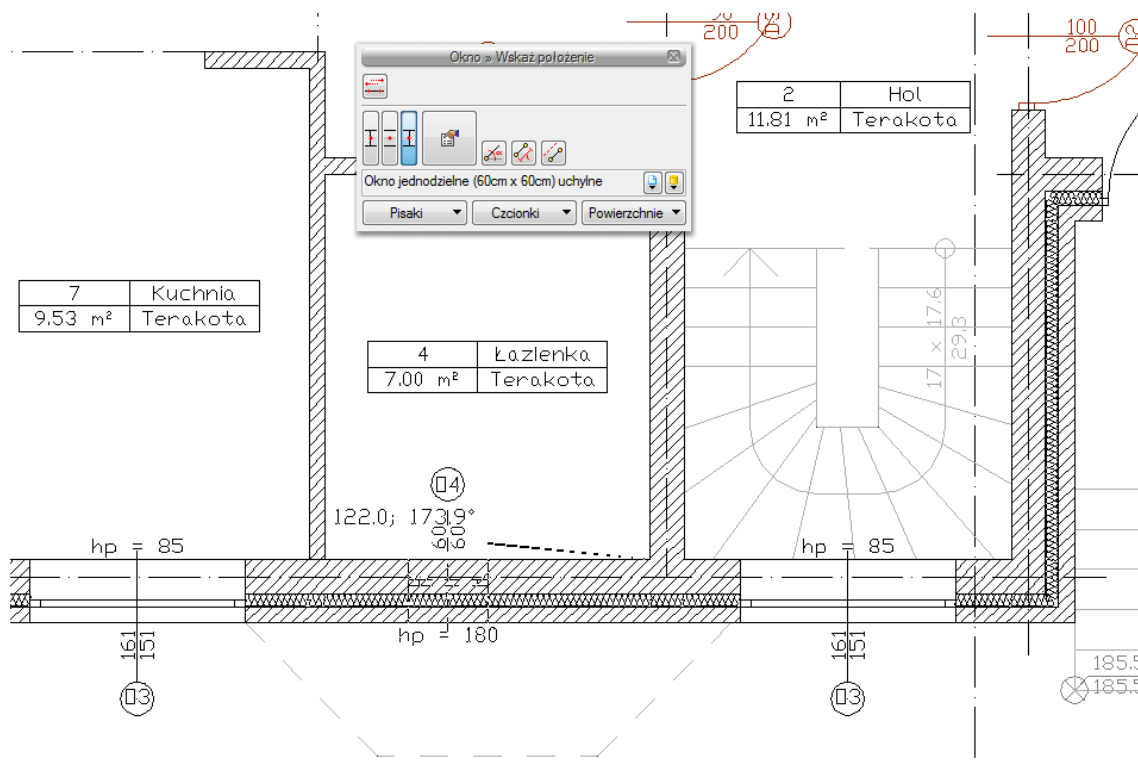 200
100
200
Okno » Wskaż położenie
Okno jednodzielne (60cm x 60cm) uchylne
Pisaki
Czcionki
Powierzchnie
2 Hol
11.81 m² Terakota
7 Kuchnia
9.53 m² Terakota
4 Łazienka
7.00 m² Terakota
17 x 17.6
29.3
O4
122.0; 173.9°
60
60
hp = 85
hp = 85
hp = 180
161
151
O3
161
151
O3
185.5
185.5